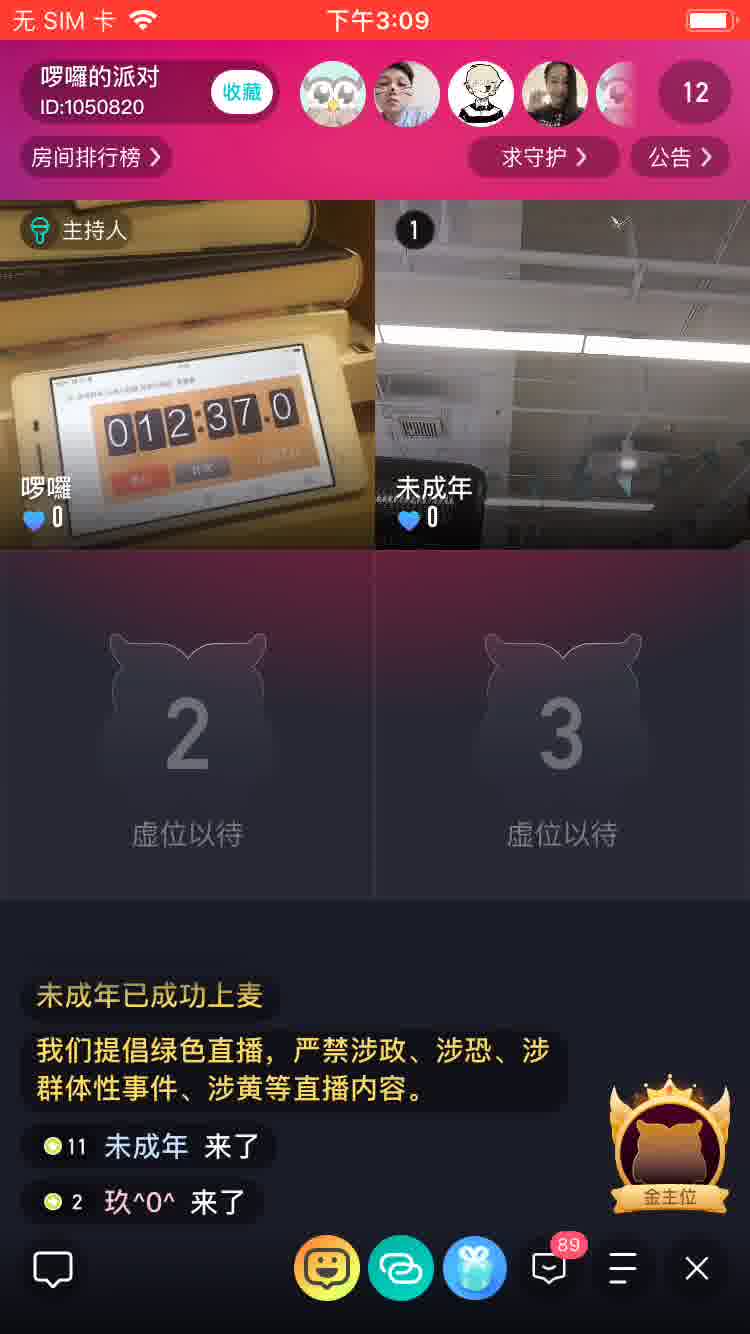 无 SIM 卡
下午3:09
啰囉的派对
ID:1050820
收藏
12
房间排行榜
求守护
公告
主持人
1
012:37.0
啰囉
0
未成年
0
2
3
虚位以待
虚位以待
未成年已成功上麦
我们提倡绿色直播，严禁涉政、涉恐、涉
群体性事件、涉黄等直播内容。
11 未成年 来了
2 玖^0^ 来了
金主位
89